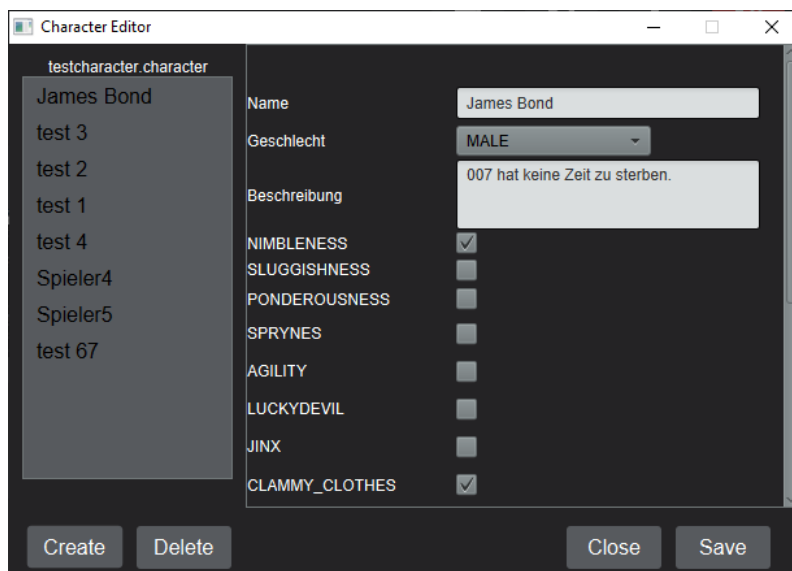 Character Editor
testcharacter.character
James Bond
test 3
test 2
test 1
test 4
Spieler4
Spieler5
test 67
Name
James Bond
Geschlecht
MALE
Beschreibung
007 hat keine Zeit zu sterben.
NIMBLENESS
SLUGGISHNESS
PONDEROUSNESS
SPRYNES
AGILITY
LUCKYDEVIL
JINX
CLAMMY_CLOTHES
Create
Delete
Close
Save